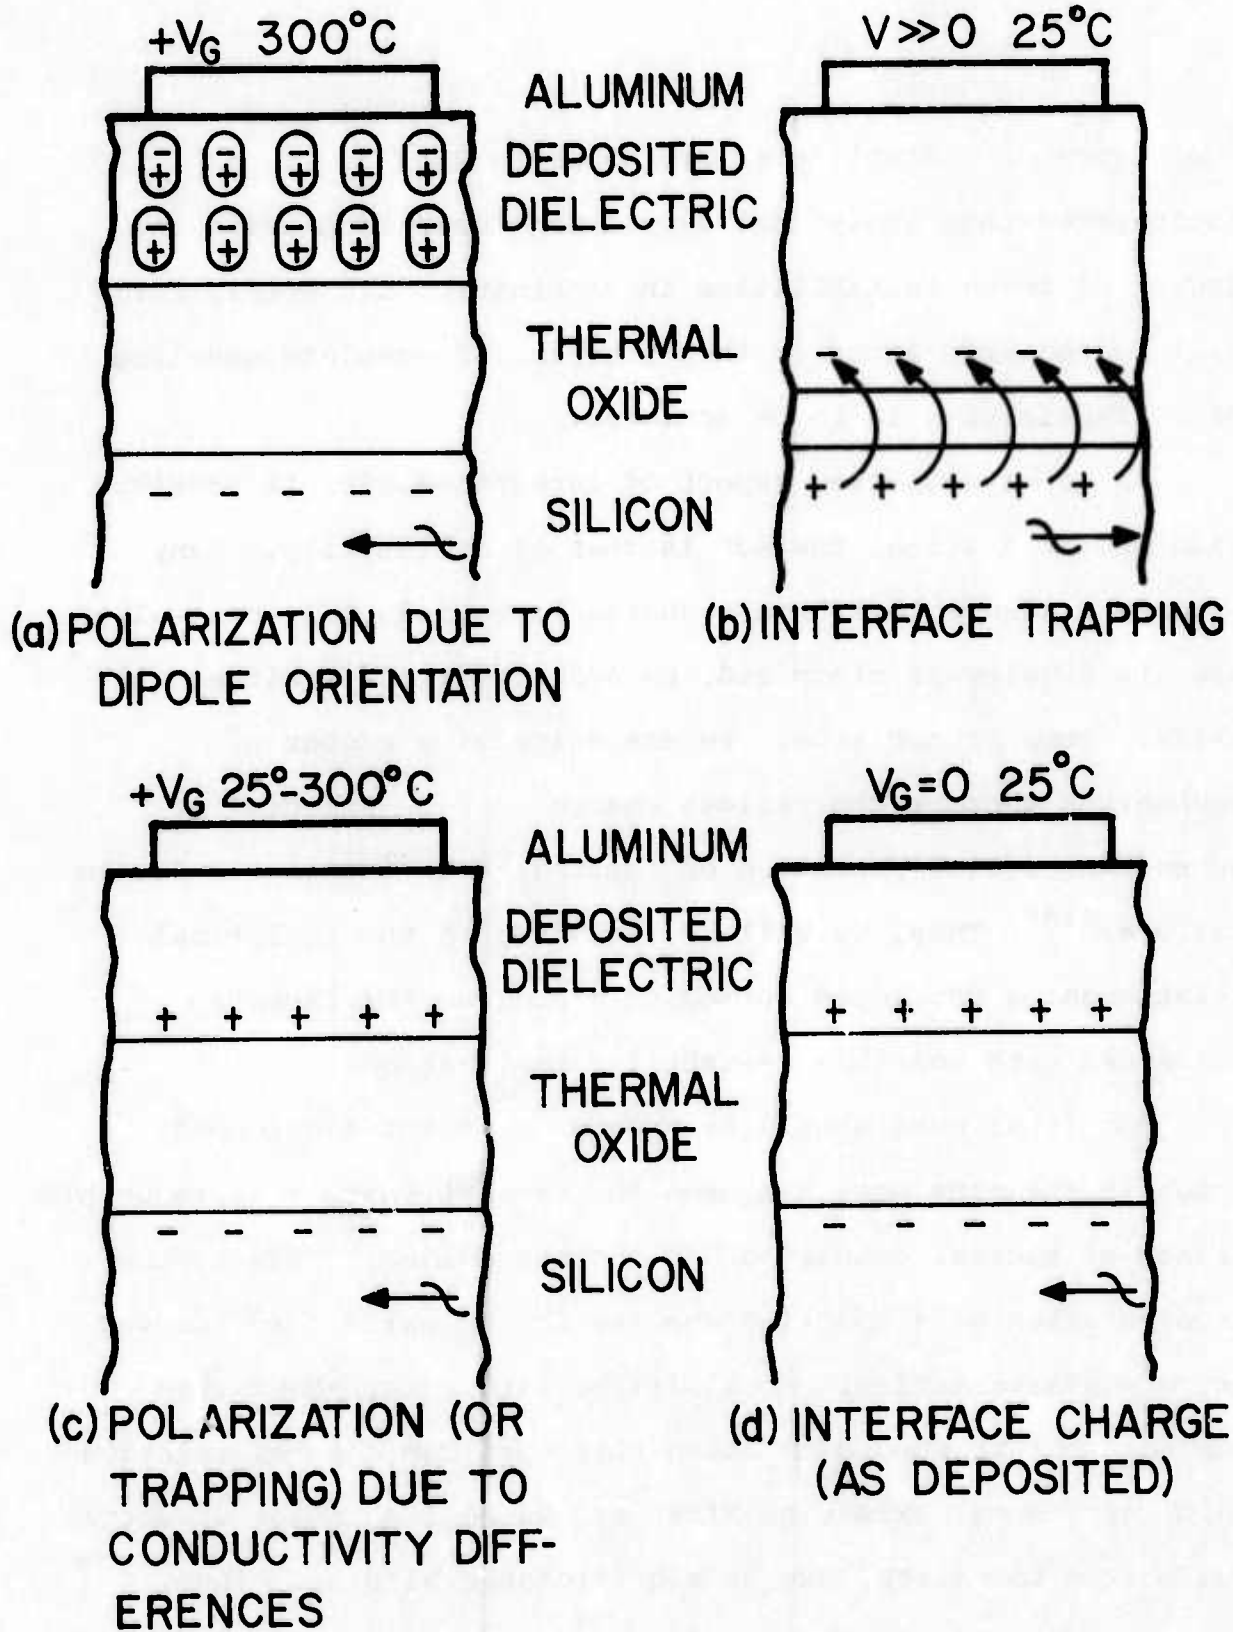 +VG 300°C
ALUMINUM
DEPOSITED
DIELECTRIC
− − − − −
+ + + + +
− − − − −
+ + + + +
THERMAL
OXIDE
− − − − −
SILICON
(a) POLARIZATION DUE TO
DIPOLE ORIENTATION
V≫0 25°C
− − − − −
+ + + + +
(b) INTERFACE TRAPPING
+VG 25°-300°C
ALUMINUM
DEPOSITED
DIELECTRIC
+ + + + +
THERMAL
OXIDE
− − − − −
SILICON
(c) POLARIZATION (OR
TRAPPING) DUE TO
CONDUCTIVITY DIFF-
ERENCES
VG=0 25°C
+ + + + +
− − − − −
(d) INTERFACE CHARGE
(AS DEPOSITED)